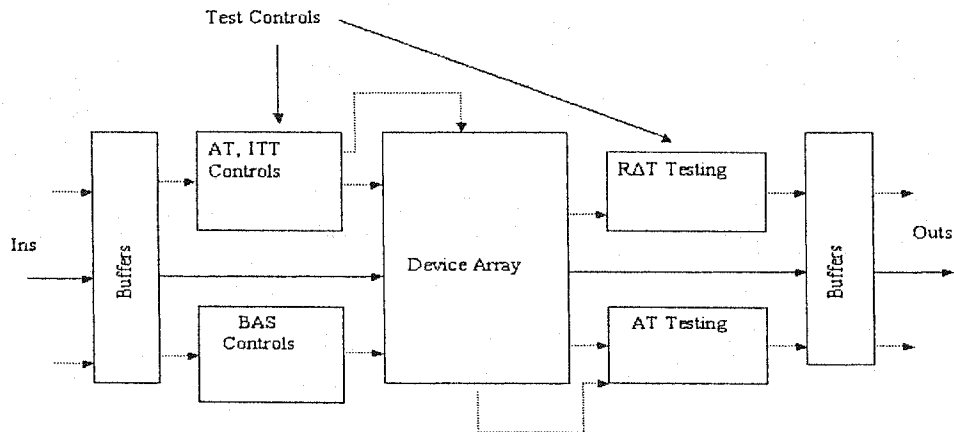 Test Controls
AT, ITT
Controls
RΔT Testing
Ins
Buffers
Device Array
Buffers
Outs
BAS
Controls
AT Testing